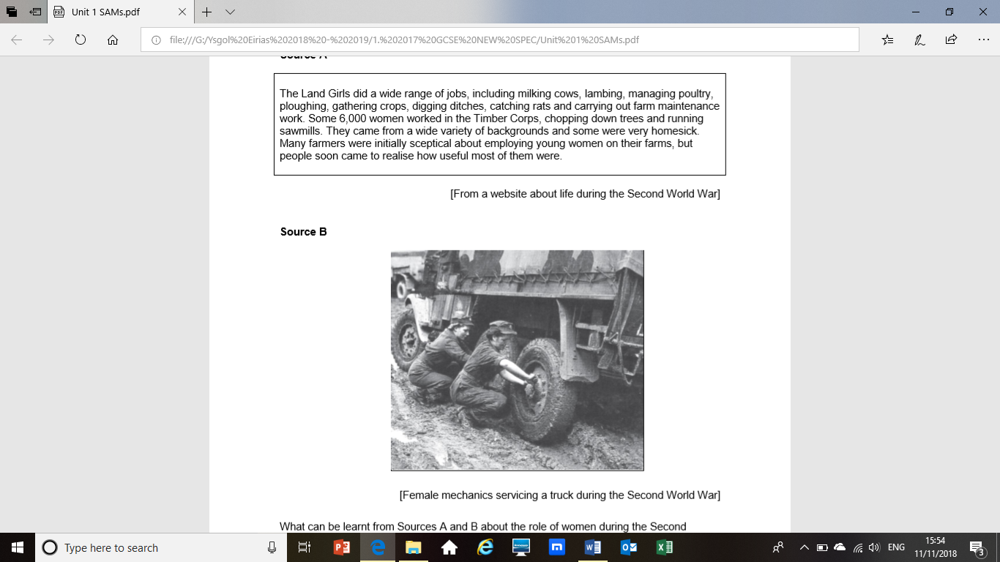 Unit 1 SAMs.pdf
file:///G:/Ysgol%20Eirias%202018%20-%202019/1.%202017%20GCSE%20NEW%20SPEC/Unit%201%20SAMs.pdf
Source A
The Land Girls did a wide range of jobs, including milking cows, lambing, managing poultry,
ploughing, gathering crops, digging ditches, catching rats and carrying out farm maintenance
work. Some 6,000 women worked in the Timber Corps, chopping down trees and running
sawmills. They came from a wide variety of backgrounds and some were very homesick.
Many farmers were initially sceptical about employing young women on their farms, but
people soon came to realise how useful most of them were.
[From a website about life during the Second World War]
Source B
[Female mechanics servicing a truck during the Second World War]
What can be learnt from Sources A and B about the role of women during the Second
Type here to search
ENG
15:54
11/11/2018
3